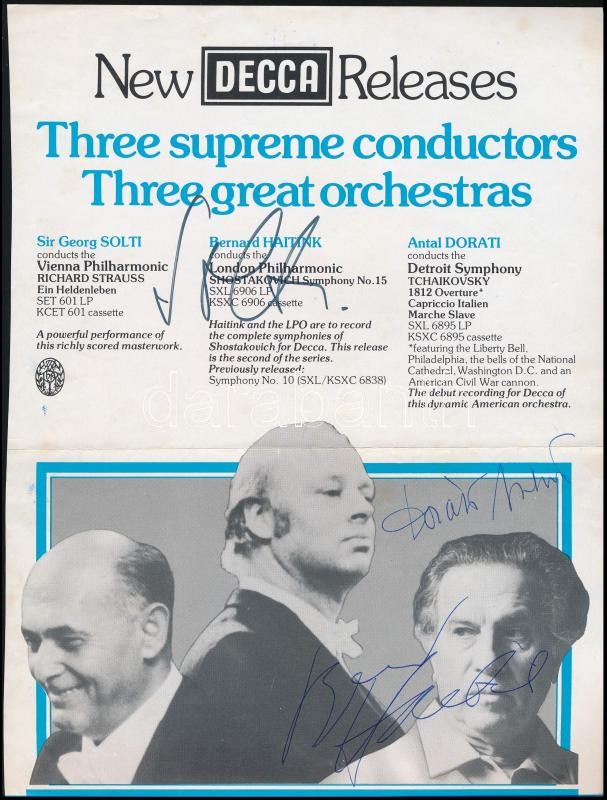 New DECCA Releases
Three supreme conductors
Three great orchestras
Sir Georg SOLTI
conducts the
Vienna Philharmonic
RICHARD STRAUSS
Ein Heldenleben
SET 601 LP
KCET 601 cassette
A powerful performance of
this richly scored masterwork.
Bernard HAITINK
conducts the
London Philharmonic
SHOSTAKOVICH Symphony No.15
SXL 6906 LP
KSXC 6906 cassette
Haitink and the LPO are to record
the complete symphonies of
Shostakovich for Decca. This release
is the second of the series.
Previously released:
Symphony No. 10 (SXL/KSXC 6838)
Antal DORATI
conducts the
Detroit Symphony
TCHAIKOVSKY
1812 Overture*
Capriccio Italien
Marche Slave
SXL 6895 LP
KSXC 6895 cassette
*featuring the Liberty Bell,
Philadelphia, the bells of the National
Cathedral, Washington D.C. and an
American Civil War cannon.
The debut recording for Decca of
this dynamic American orchestra.
darabanth
Dorati Antal